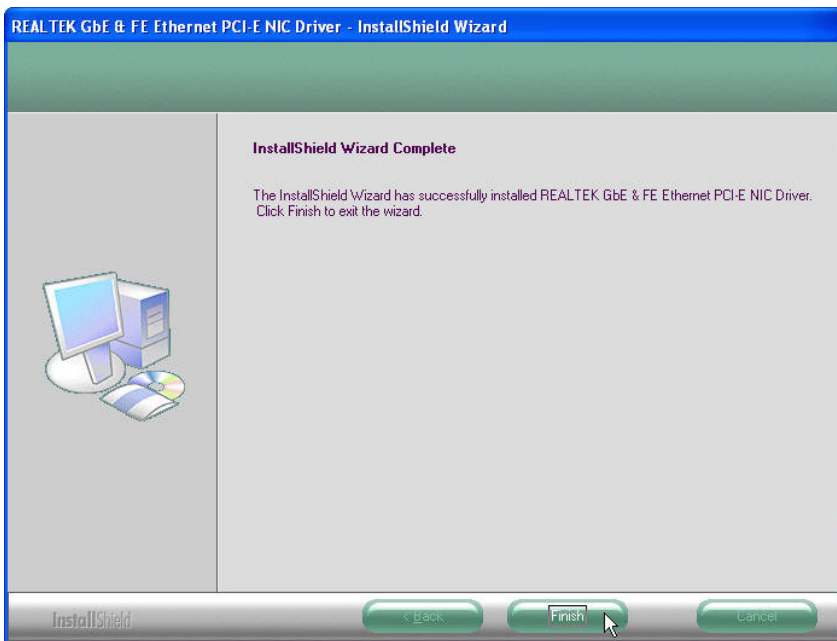 REALTEK GbE & FE Ethernet PCI-E NIC Driver - InstallShield Wizard
InstallShield Wizard Complete
The InstallShield Wizard has successfully installed REALTEK GbE & FE Ethernet PCI-E NIC Driver.
Click Finish to exit the wizard.
InstallShield
< Back
Finish
Cancel